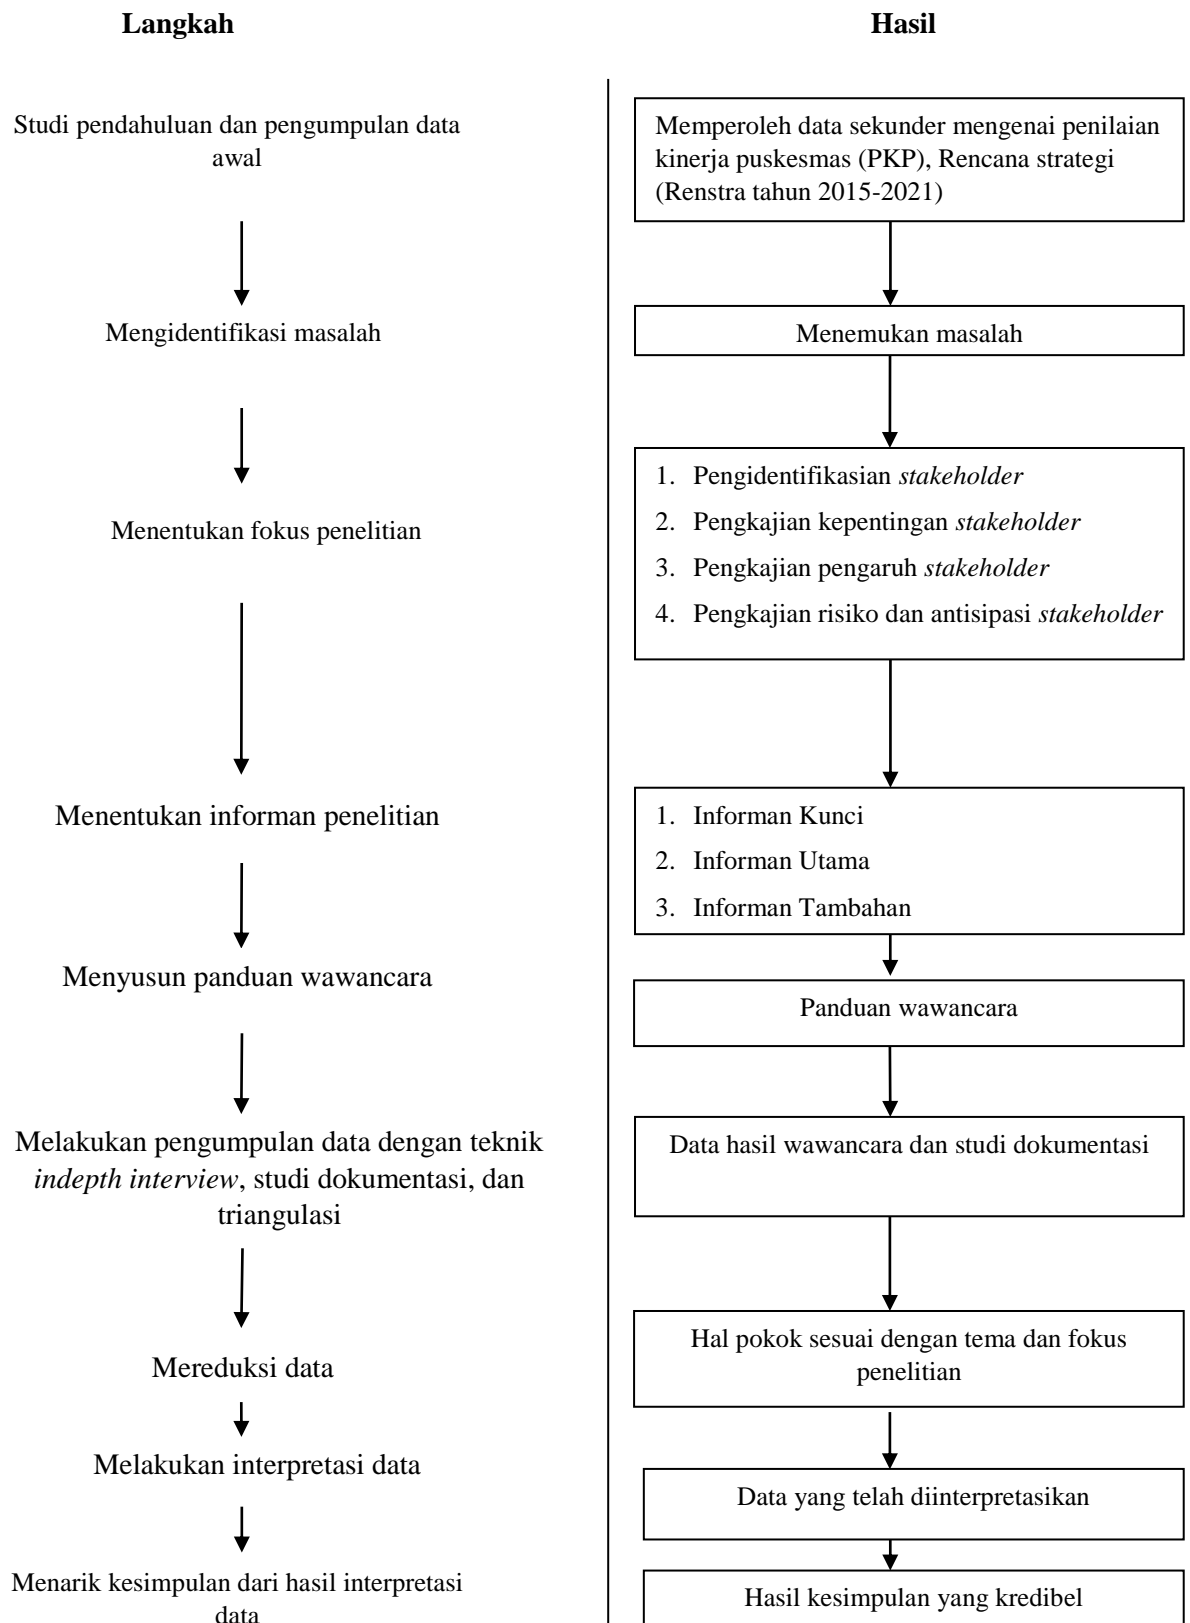 Langkah
Hasil
Studi pendahuluan dan pengumpulan data
awal
Memperoleh data sekunder mengenai penilaian
kinerja puskesmas (PKP), Rencana strategi
(Renstra tahun 2015-2021)
Mengidentifikasi masalah
Menemukan masalah
Menentukan fokus penelitian
1. Pengidentifikasian stakeholder
2. Pengkajian kepentingan stakeholder
3. Pengkajian pengaruh stakeholder
4. Pengkajian risiko dan antisipasi stakeholder
Menentukan informan penelitian
1. Informan Kunci
2. Informan Utama
3. Informan Tambahan
Menyusun panduan wawancara
Panduan wawancara
Melakukan pengumpulan data dengan teknik
indepth interview, studi dokumentasi, dan
triangulasi
Data hasil wawancara dan studi dokumentasi
Mereduksi data
Hal pokok sesuai dengan tema dan fokus
penelitian
Melakukan interpretasi data
Data yang telah diinterpretasikan
Menarik kesimpulan dari hasil interpretasi
data
Hasil kesimpulan yang kredibel